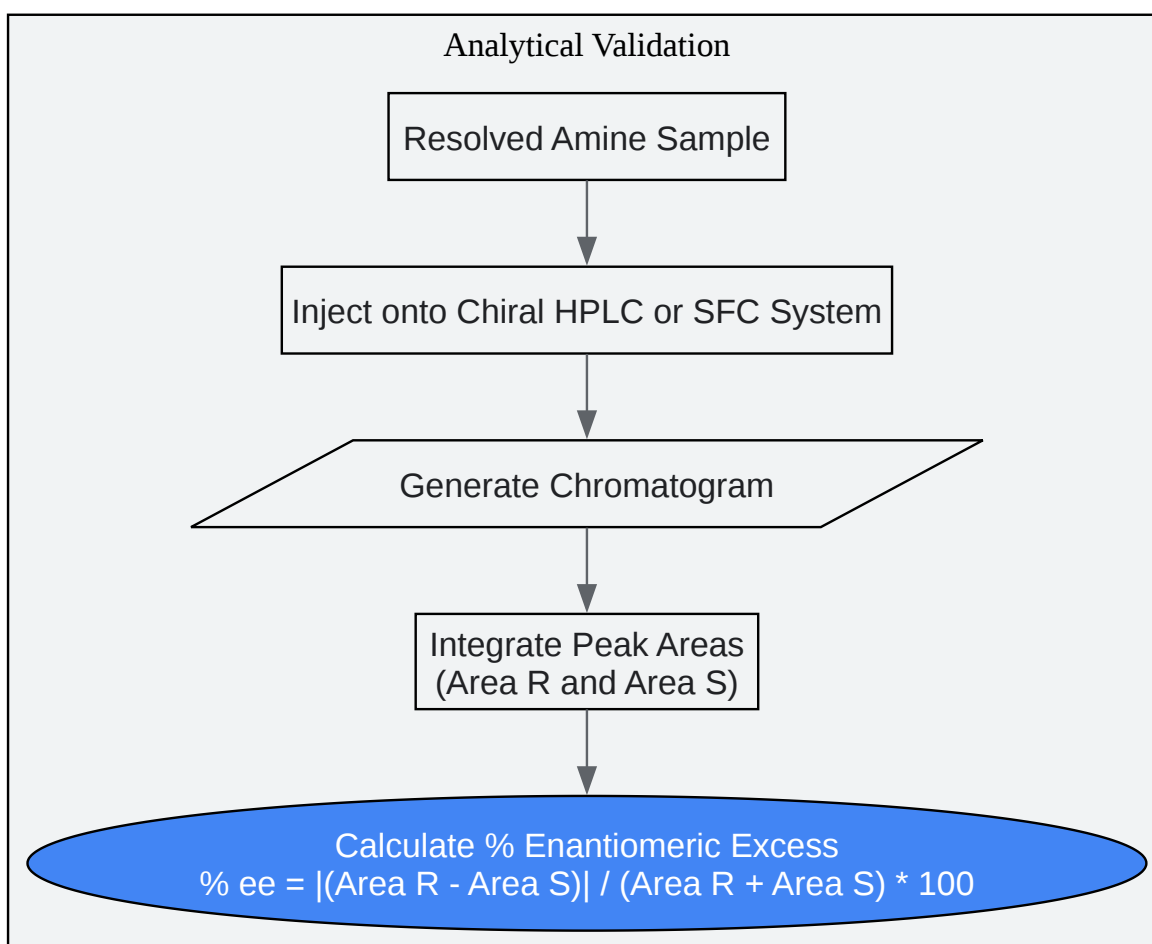 Analytical Validation
Resolved Amine Sample
Inject onto Chiral HPLC or SFC System
Generate Chromatogram
Integrate Peak Areas
(Area R and Area S)
Calculate % Enantiomeric Excess
% ee = |(Area R - Area S)| / (Area R + Area S) * 100